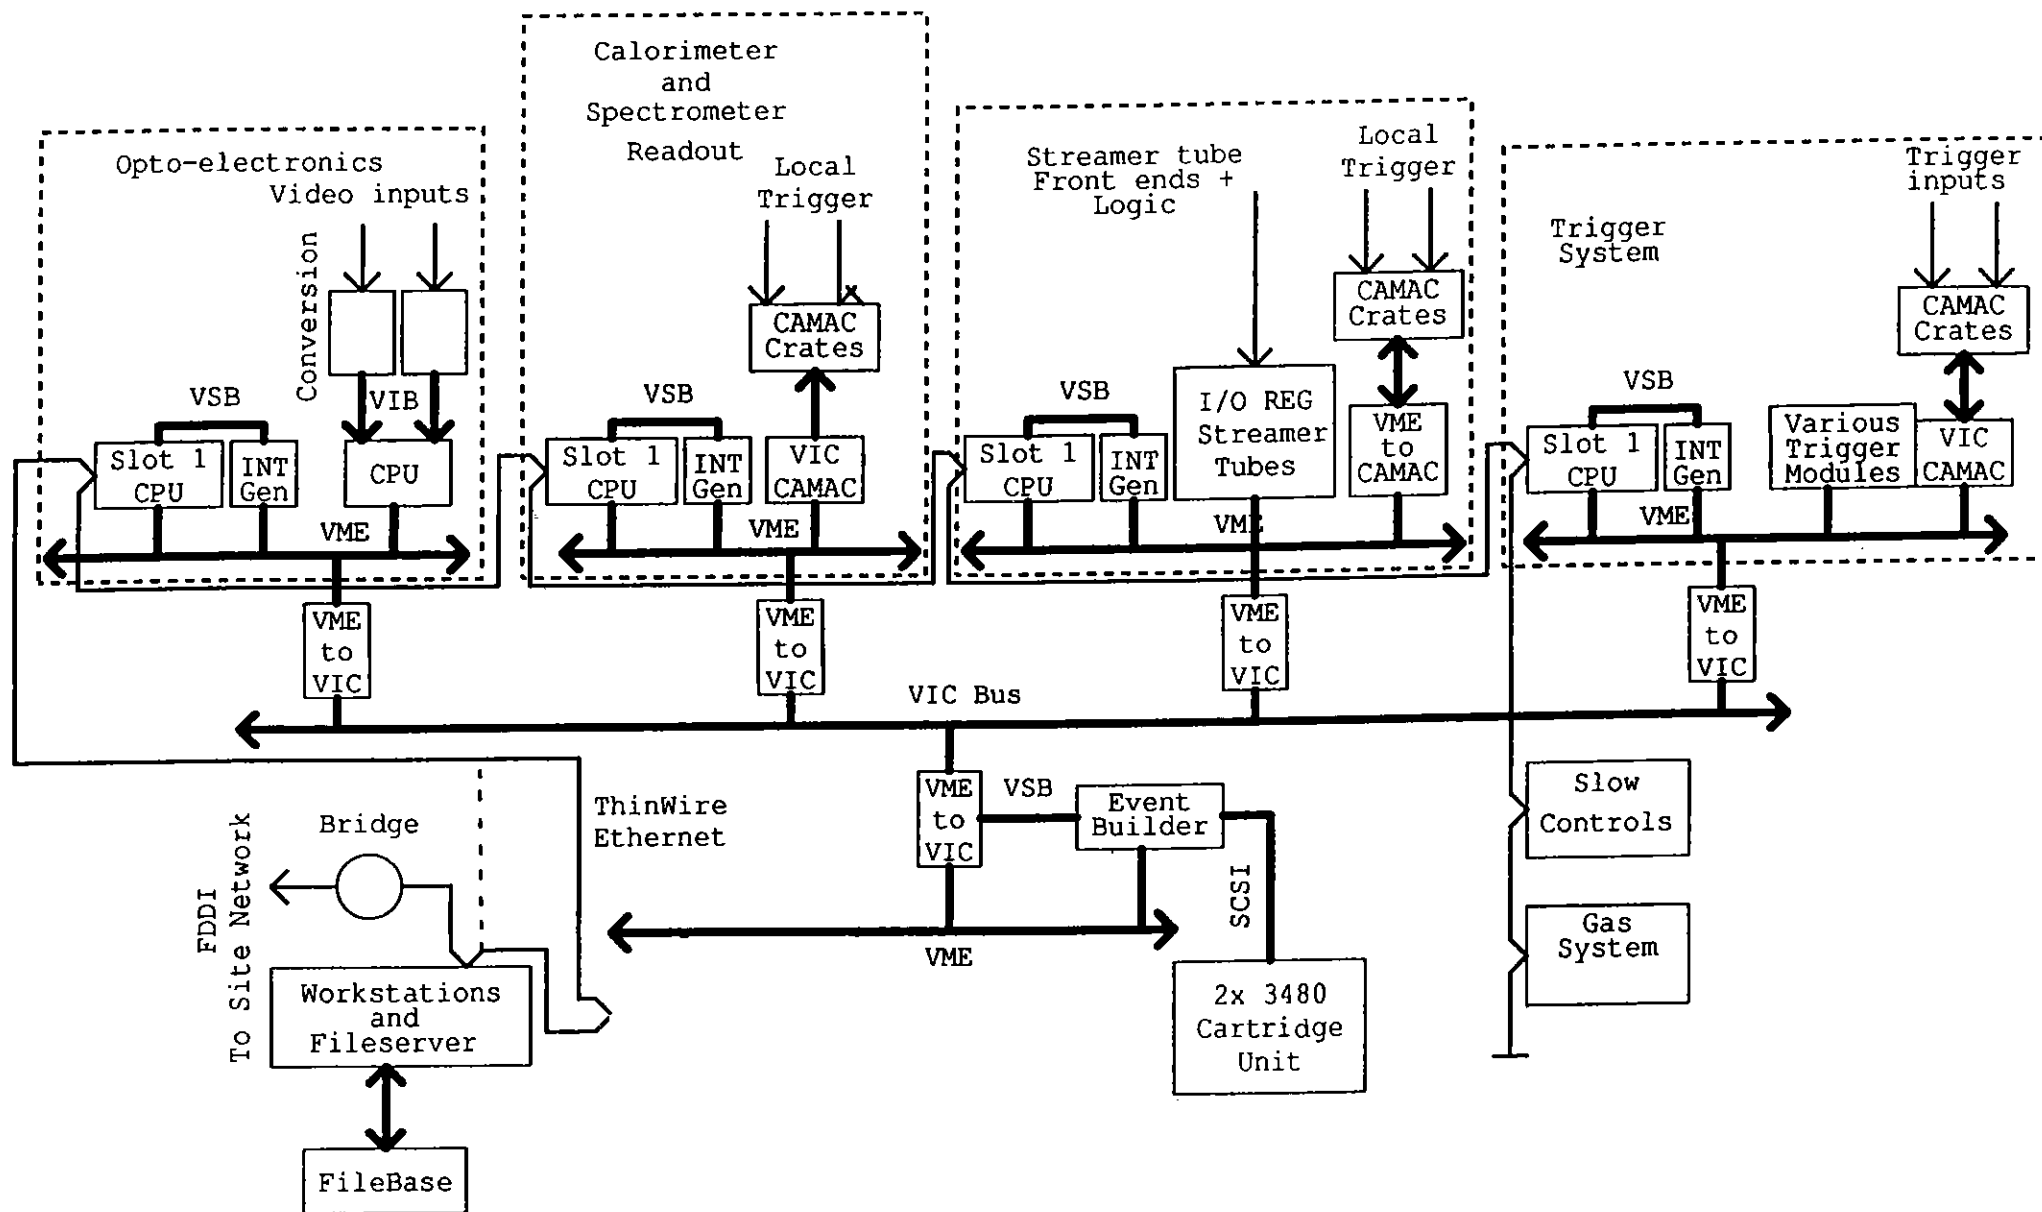 Opto-electronics
Video inputs
Conversion
VIB
VSB
Slot 1
CPU
INT
Gen
CPU
VME
VME
to
VIC
Calorimeter
and
Spectrometer
Readout
Local
Trigger
CAMAC
Crates
VSB
Slot 1
CPU
INT
Gen
VIC
CAMAC
VME
VME
to
VIC
Streamer tube
Front ends +
Logic
Local
Trigger
CAMAC
Crates
VSB
Slot 1
CPU
INT
Gen
I/O REG
Streamer
Tubes
VME
to
CAMAC
VME
VME
to
VIC
Trigger
System
Trigger
inputs
CAMAC
Crates
VSB
Slot 1
CPU
INT
Gen
Various
Trigger
Modules
VIC
CAMAC
VME
VME
to
VIC
VIC Bus
ThinWire
Ethernet
Bridge
FDDI
To Site Network
Workstations
and
Fileserver
FileBase
VME
to
VIC
VSB
Event
Builder
SCSI
VME
2x 3480
Cartridge
Unit
Slow
Controls
Gas
System